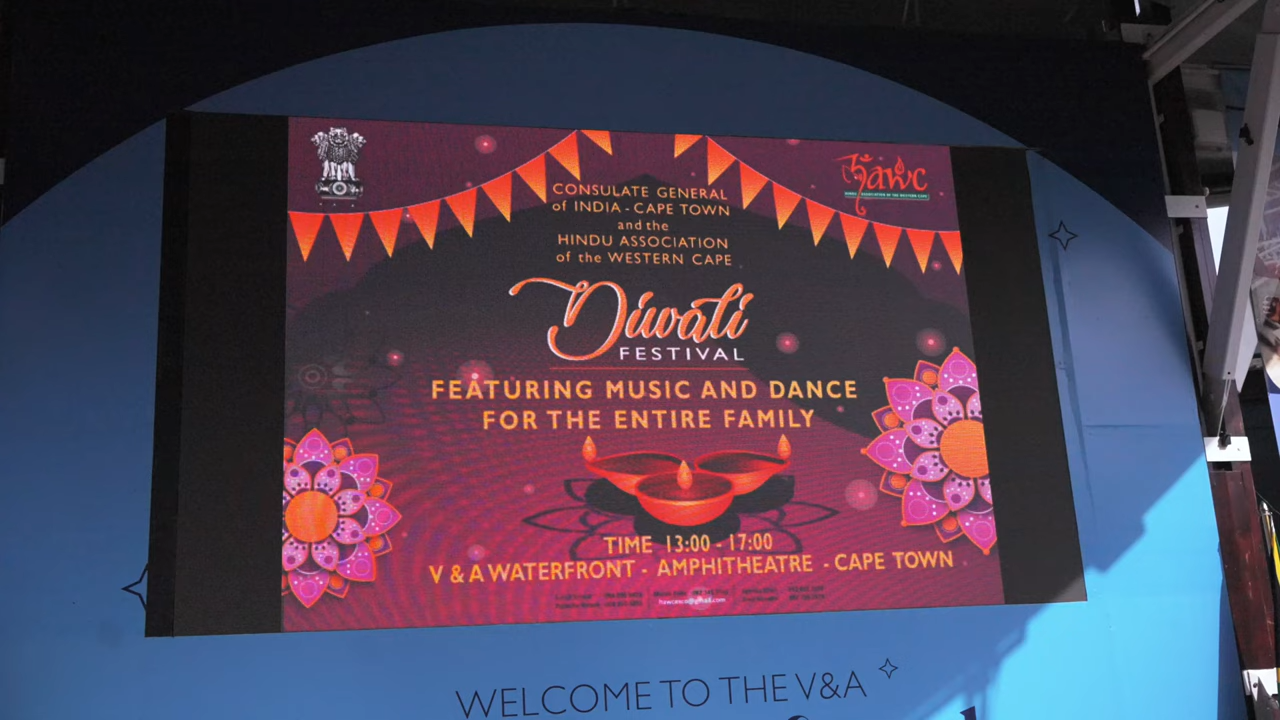 hawc
CONSULATE GENERAL
of INDIA - CAPE TOWN
and the
HINDU ASSOCIATION
of the WESTERN CAPE
Diwali
FESTIVAL
FEATURING MUSIC AND DANCE
FOR THE ENTIRE FAMILY
TIME 13:00 - 17:00
V & A WATERFRONT - AMPHITHEATRE - CAPE TOWN
WELCOME TO THE V&A